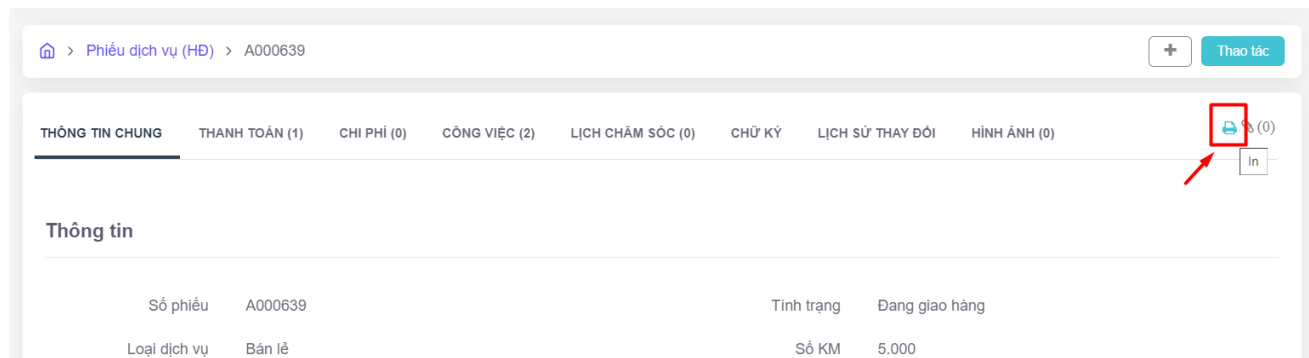 Phiếu dịch vụ (HĐ) > A000639
+ Thao tác
THÔNG TIN CHUNG THANH TOÁN (1) CHI PHÍ (0) CÔNG VIỆC (2) LỊCH CHĂM SÓC (0) CHỮ KÝ LỊCH SỬ THAY ĐỔI HÌNH ẢNH (0) (0)
In
Thông tin
Số phiếu A000639 Tình trạng Đang giao hàng
Loại dịch vụ Bán lẻ Số KM 5.000